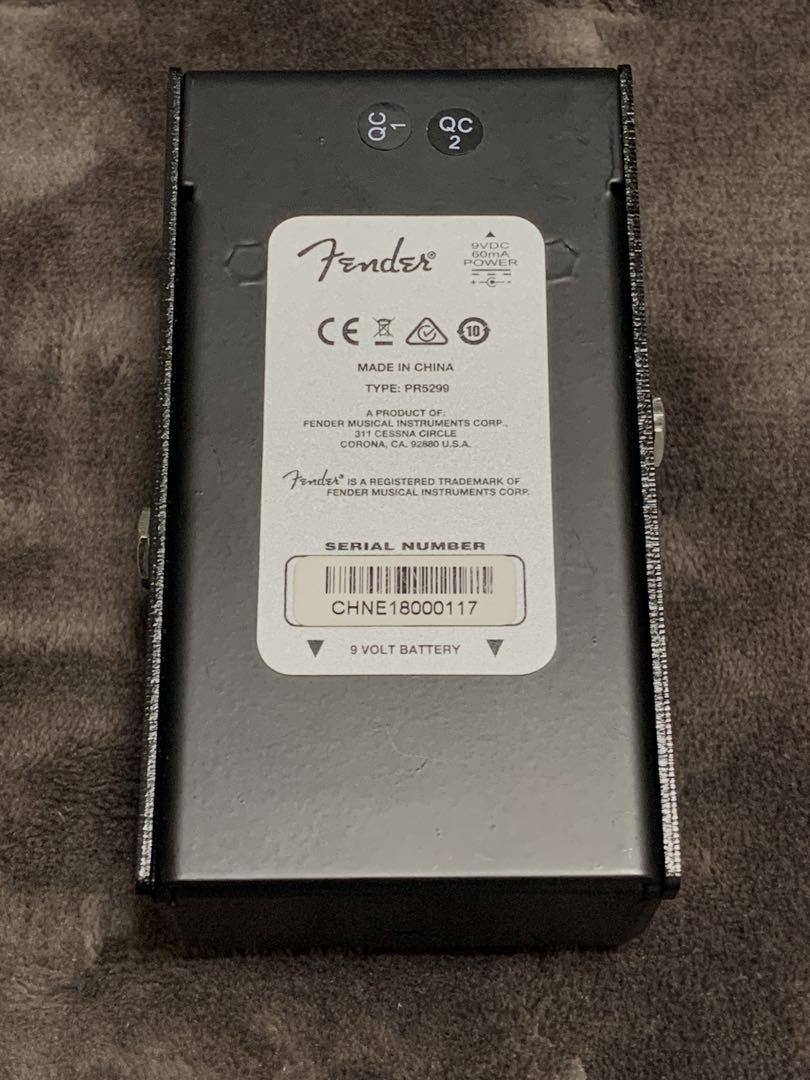 QC
1
QC
2
Fender®
9VDC
60mA
POWER
CE
10
MADE IN CHINA
TYPE: PR5299
A PRODUCT OF:
FENDER MUSICAL INSTRUMENTS CORP.,
311 CESSNA CIRCLE
CORONA, CA. 92880 U.S.A.
Fender® IS A REGISTERED TRADEMARK OF
FENDER MUSICAL INSTRUMENTS CORP.
SERIAL NUMBER
CHNE18000117
9 VOLT BATTERY